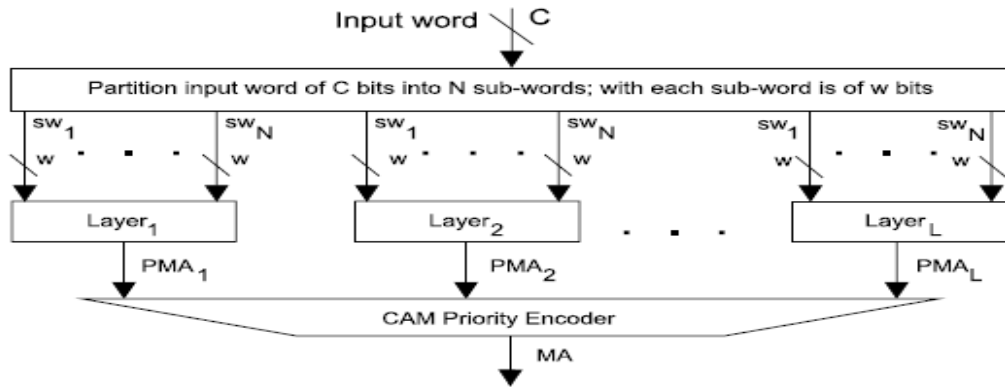 Input word C
Partition input word of C bits into N sub-words; with each sub-word is of w bits
sw1 swN sw1 swN sw1 swN
w w w w w w
Layer1 Layer2 LayerL
PMA1 PMA2 PMAL
CAM Priority Encoder
MA